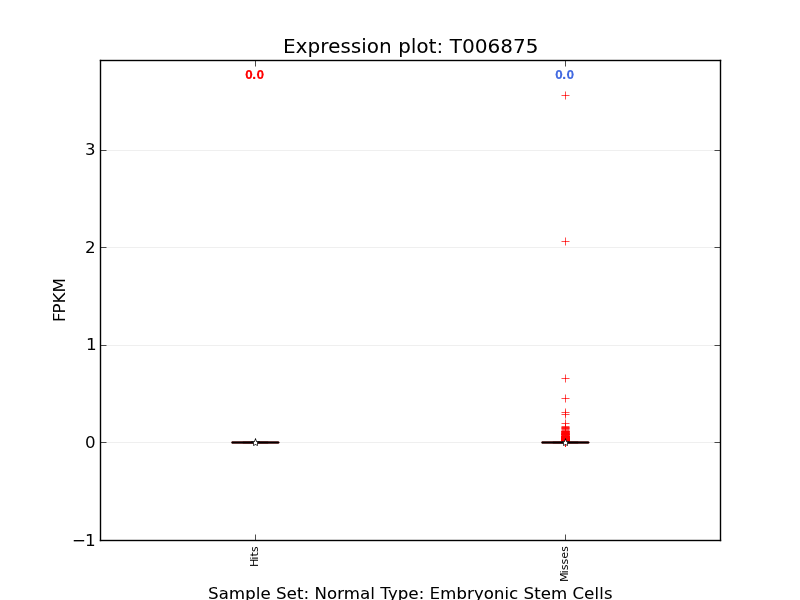 Expression plot: T006875
0.0 0.0
3
2
1
0
−1
FPKM
Hits Misses
Sample Set: Normal Type: Embryonic Stem Cells